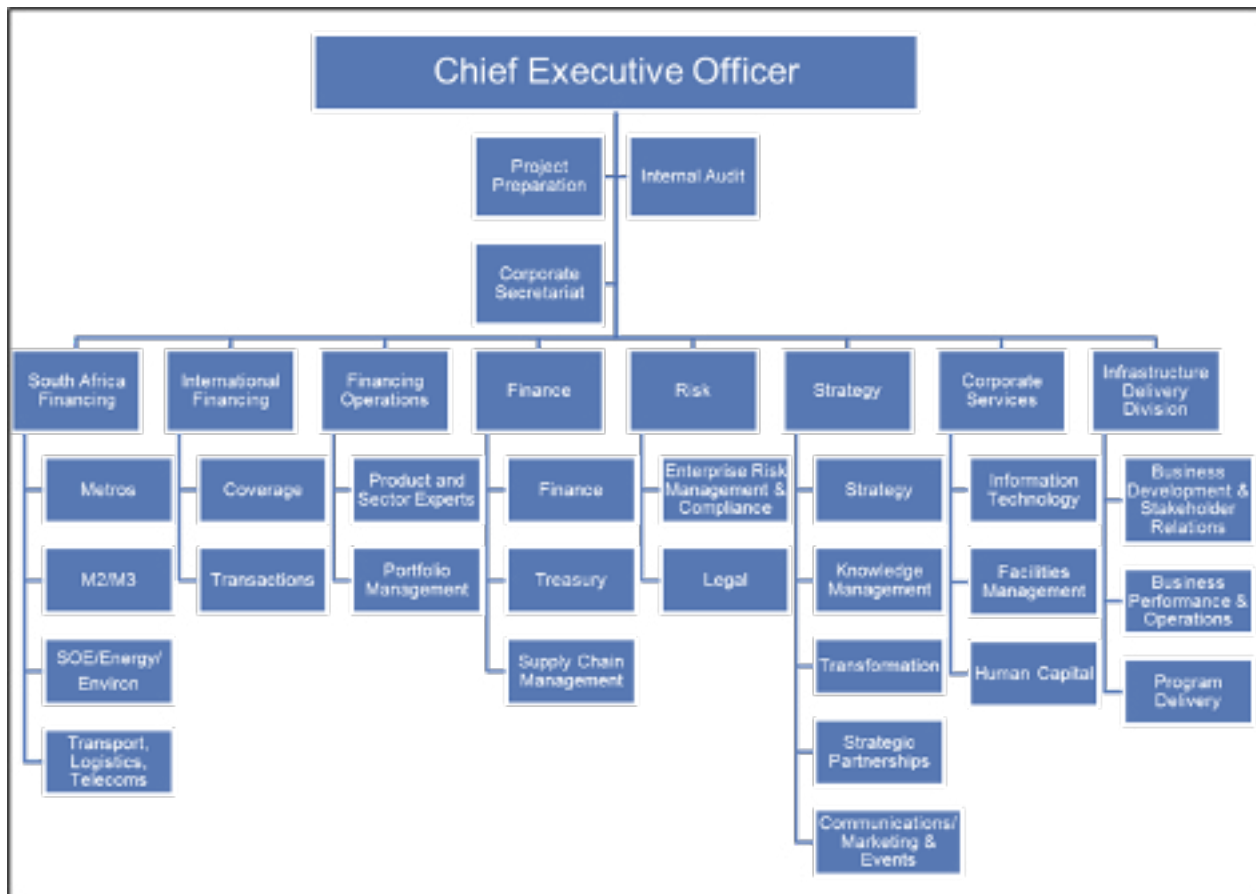 Chief Executive Officer
Project
Preparation
Internal Audit
Corporate
Secretariat
South Africa
Financing
International
Financing
Financing
Operations
Finance
Risk
Strategy
Corporate
Services
Infrastructure
Delivery
Division
Metros
Coverage
Product and
Sector Experts
Finance
Enterprise Risk
Management &
Compliance
Strategy
Information
Technology
Business
Development &
Stakeholder
Relations
M2/M3
Transactions
Portfolio
Management
Treasury
Legal
Knowledge
Management
Facilities
Management
Business
Performance &
Operations
SOE/Energy/
Environ
Supply Chain
Management
Transformation
Human Capital
Program
Delivery
Transport,
Logistics,
Telecoms
Strategic
Partnerships
Communications/
Marketing &
Events